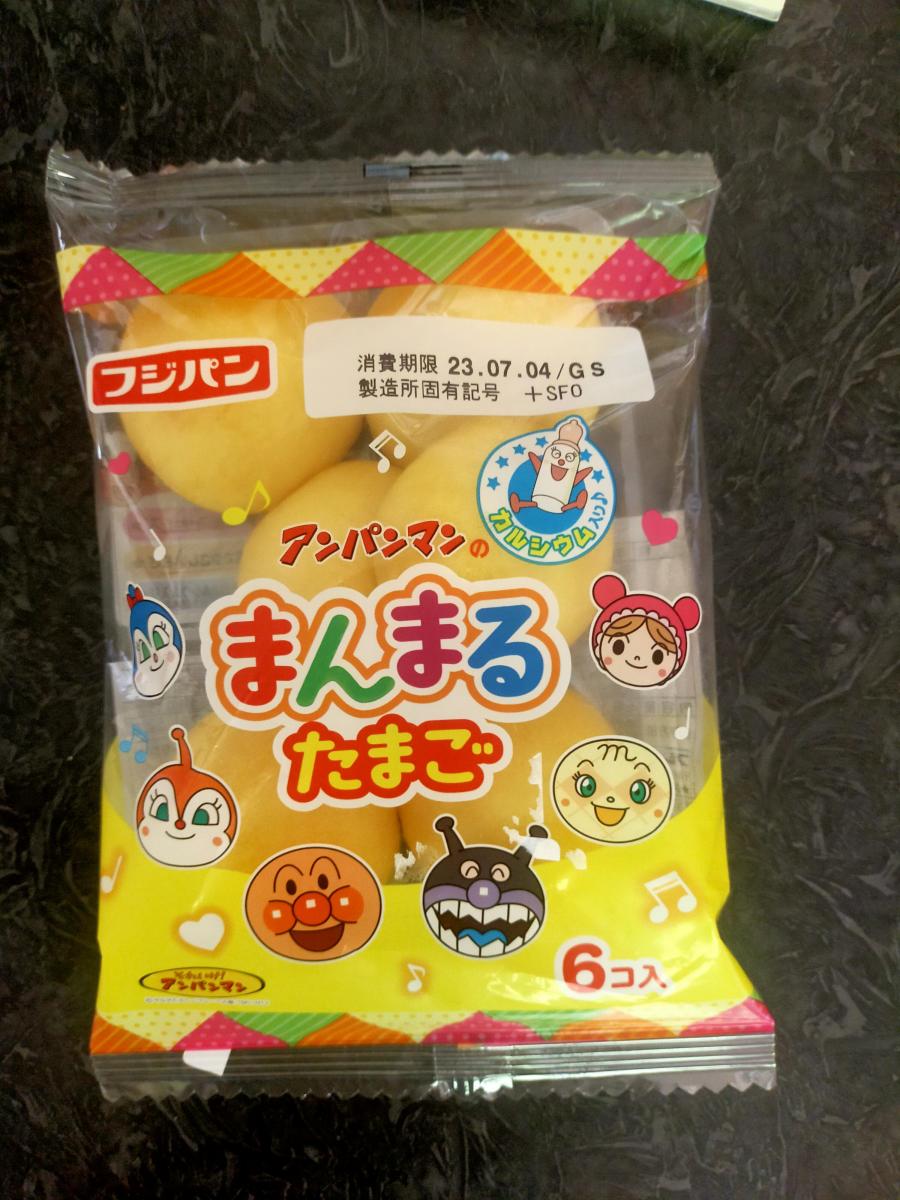 フジパン
消費期限 23.07.04/GS
製造所固有記号 +SFO
カルシウム入り♪
アンパンマンの
まんまる
たまご
それいけ!
アンパンマン
6コ入